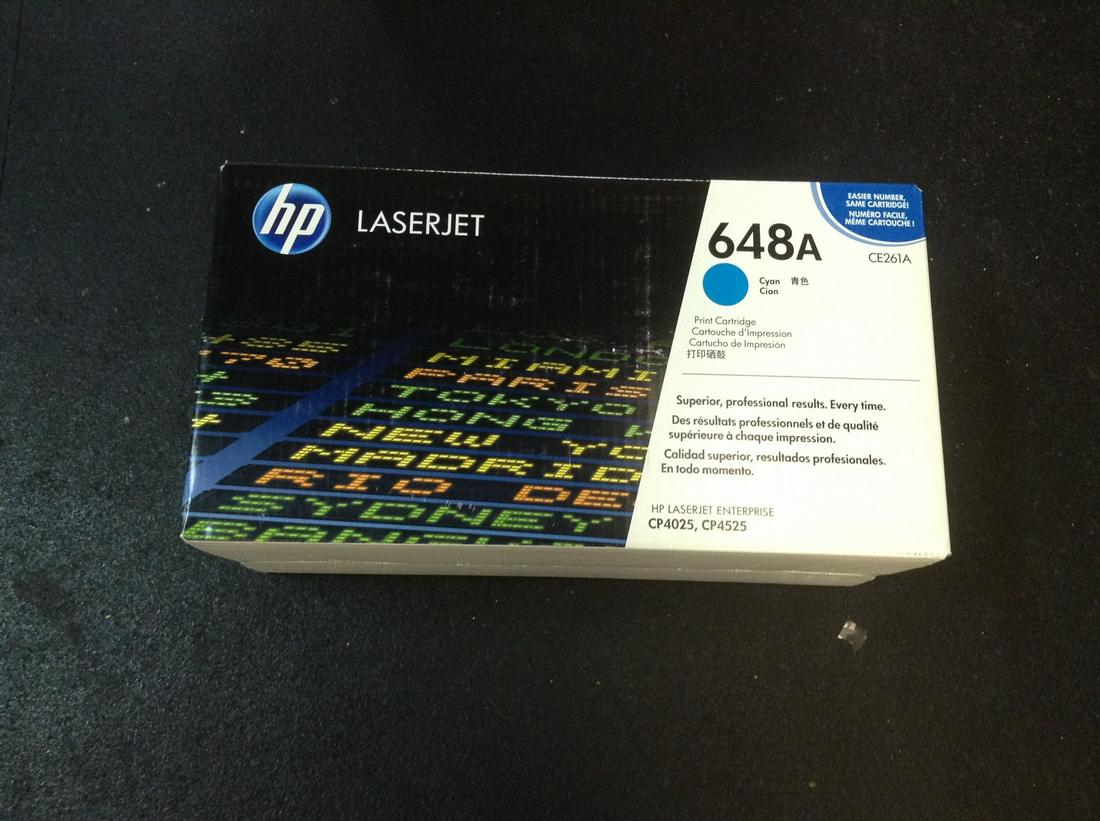 hp
LASERJET
648A
EASIER NUMBER,
SAME CARTRIDGE!
NUMÉRO FACILE,
MÊME CARTOUCHE!
CE261A
Cyan 青色
Cian
Print Cartridge
Cartouche d'Impression
Cartucho de Impresión
打印硒鼓
Superior, professional results. Every time.
Des résultats professionnels et de qualité
supérieure à chaque impression.
Calidad superior, resultados profesionales.
En todo momento.
HP LASERJET ENTERPRISE
CP4025, CP4525
MIAMI
PARIS
TOKYO
HONG
NEW YO
MADRID
RIO DE
SYDNEY